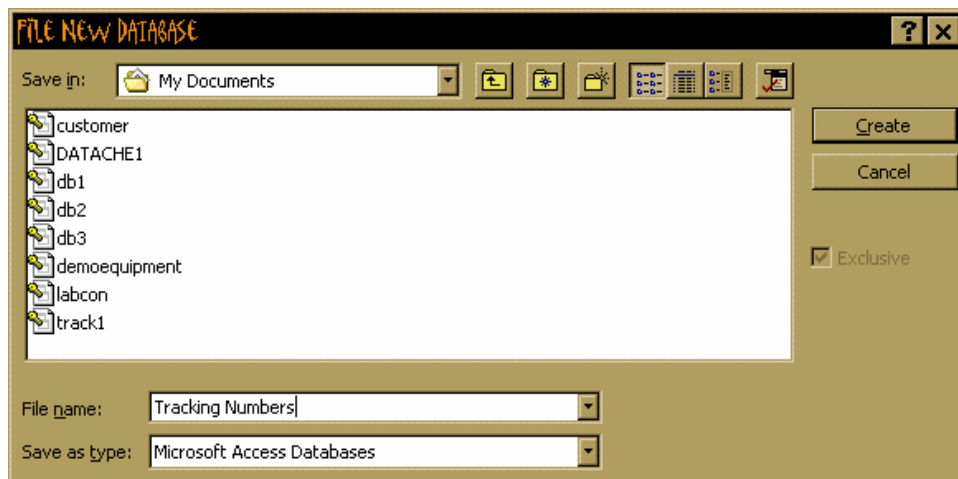 FILE NEW DATABASE
Save in: My Documents
customer
DATACHE1
db1
db2
db3
demoequipment
labcon
track1
Create
Cancel
Exclusive
File name: Tracking Numbers
Save as type: Microsoft Access Databases